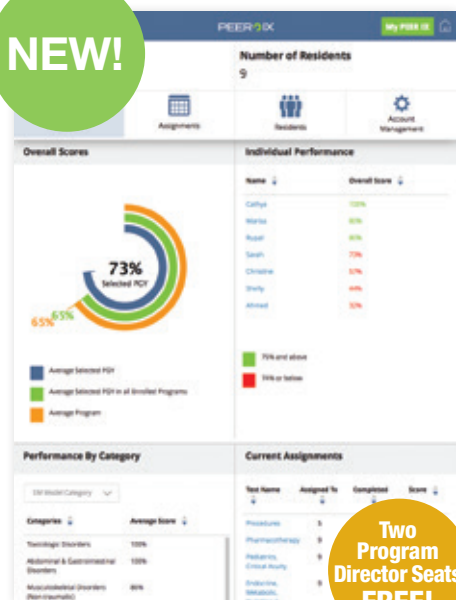 NEW!
PEER IX
My PEER IX
Number of Residents
9
Assignments
Residents
Account
Management
Overall Scores
73%
Selected PGY
65%
65%
Average Selected PGY
Average Selected PGY in all Enrolled Programs
Average Program
Individual Performance
Name
Overall Score
Cathya
100%
Marisa
80%
Rupal
80%
Sarah
73%
Christine
57%
Shelly
44%
Ahmed
32%
75% and above
74% or below
Performance By Category
EM Model Category
Categories
Average Score
Toxicologic Disorders
100%
Abdominal & Gastrointestinal
Disorders
100%
Musculoskeletal Disorders
(Non-traumatic)
80%
Current Assignments
Test Name
Assigned To
Completed
Score
Procedures
5
Pharmacotherapy
9
Pediatrics,
Critical Acuity
9
Endocrine,
Metabolic,
9
Two
Program
Director Seats
FREE!